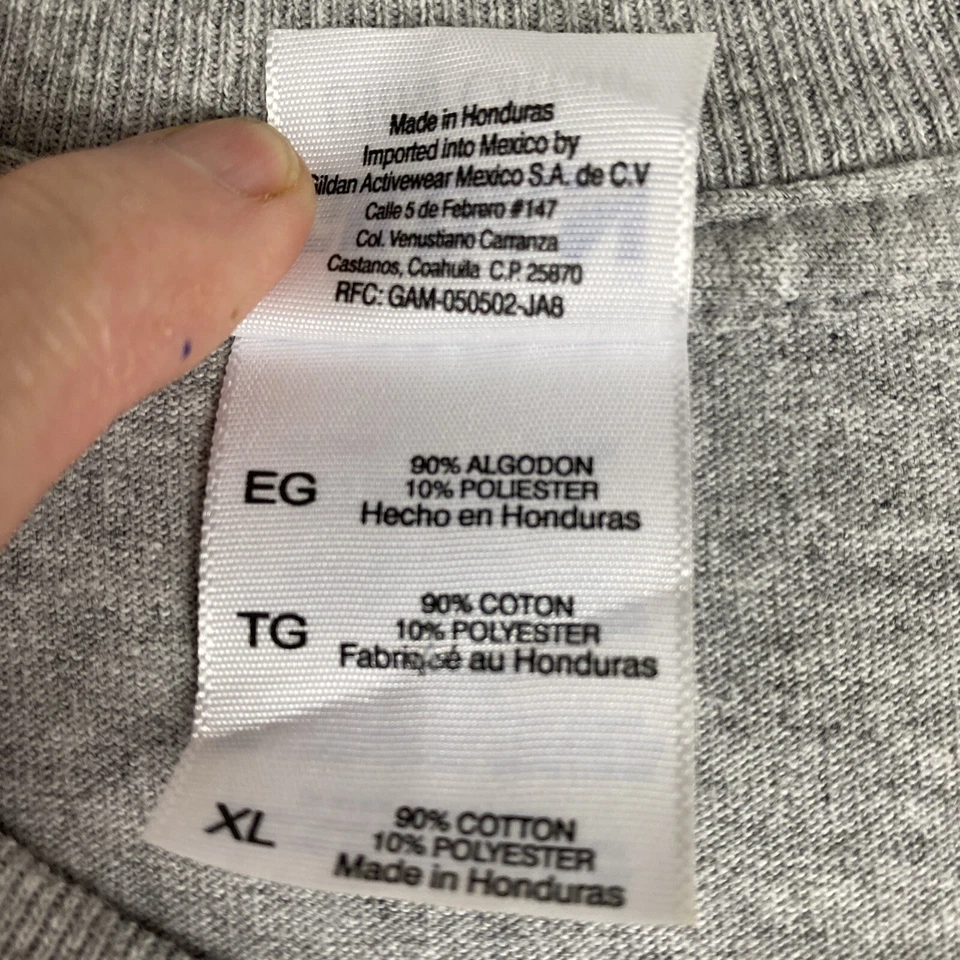 Made in Honduras
Imported into Mexico by
Gildan Activewear Mexico S.A. de C.V
Calle 5 de Febrero #147
Col. Venustiano Carranza
Castanos, Coahuila C.P. 25870
RFC: GAM-050502-JA8
EG
90% ALGODON
10% POLIESTER
Hecho en Honduras
TG
90% COTON
10% POLYESTER
Fabriqué au Honduras
XL
90% COTTON
10% POLYESTER
Made in Honduras